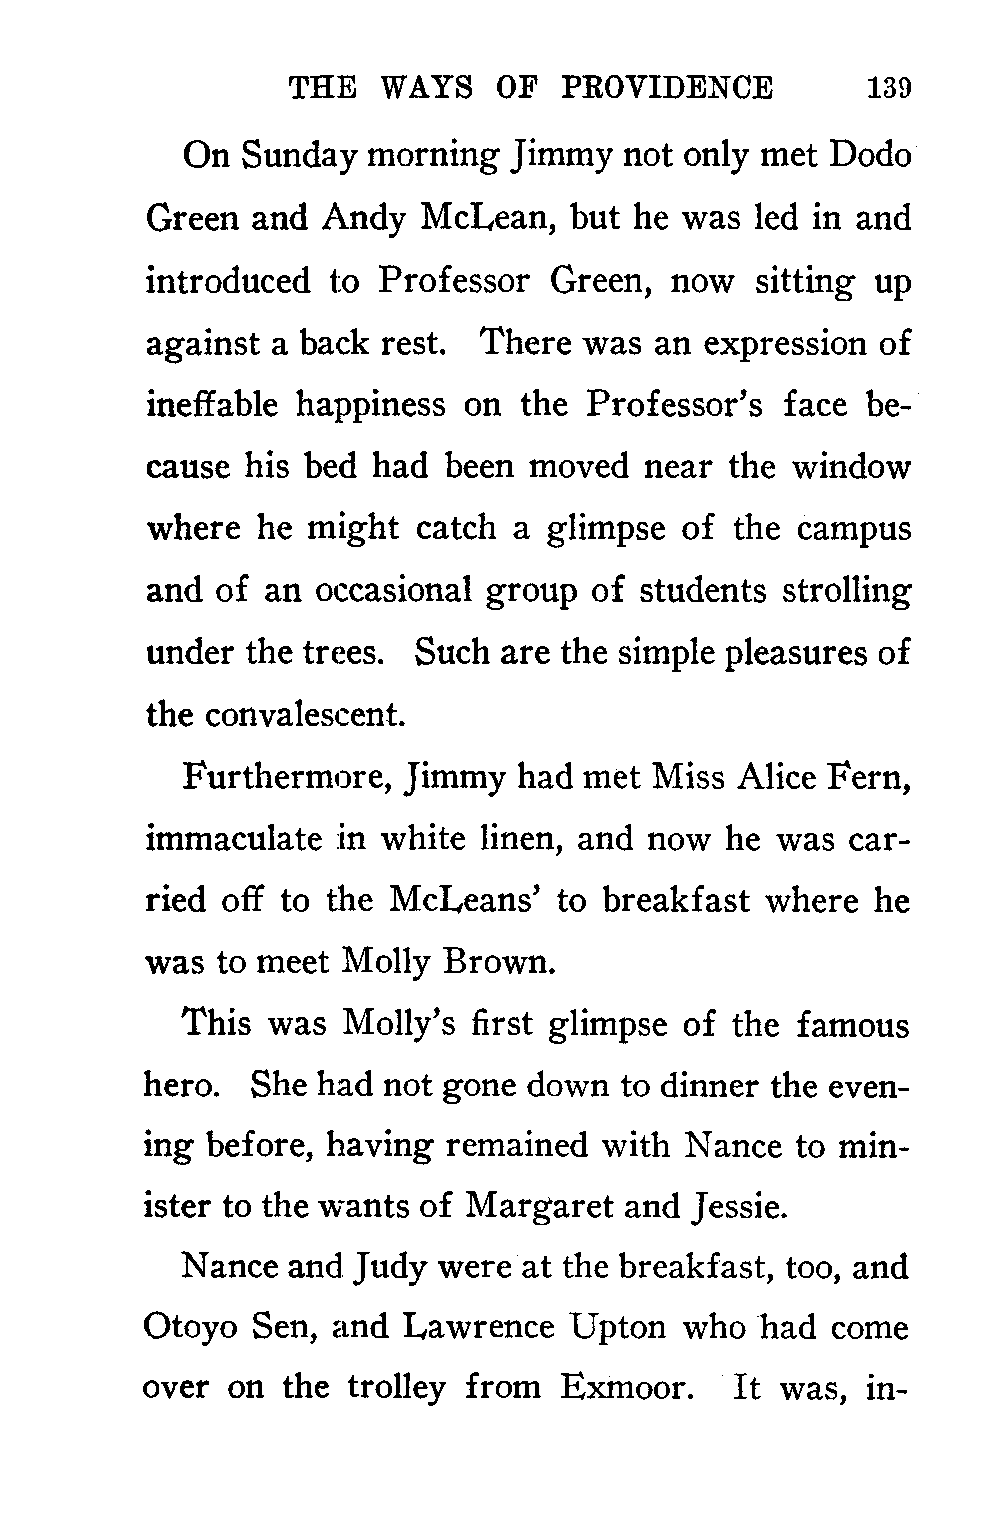 THE WAYS OF PROVIDENCE 139
On Sunday morning Jimmy not only met Dodo
Green and Andy McLean, but he was led in and
introduced to Professor Green, now sitting up
against a back rest. There was an expression of
ineffable happiness on the Professor's face be-
cause his bed had been moved near the window
where he might catch a glimpse of the campus
and of an occasional group of students strolling
under the trees. Such are the simple pleasures of
the convalescent.
Furthermore, Jimmy had met Miss Alice Fern,
immaculate in white linen, and now he was car-
ried off to the McLeans' to breakfast where he
was to meet Molly Brown.
This was Molly's first glimpse of the famous
hero. She had not gone down to dinner the even-
ing before, having remained with Nance to min-
ister to the wants of Margaret and Jessie.
Nance and Judy were at the breakfast, too, and
Otoyo Sen, and Lawrence Upton who had come
over on the trolley from Exmoor. It was, in-